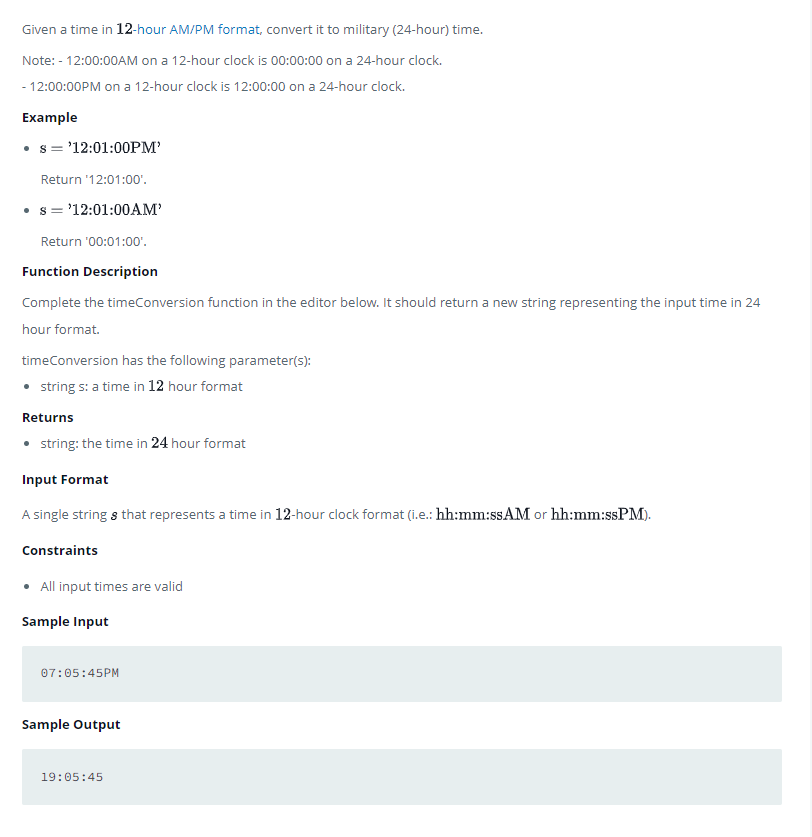 Given a time in 12-hour AM/PM format, convert it to military (24-hour) time.
Note: - 12:00:00AM on a 12-hour clock is 00:00:00 on a 24-hour clock.
- 12:00:00PM on a 12-hour clock is 12:00:00 on a 24-hour clock.
Example
• s = ’12:01:00PM’
Return '12:01:00'.
• s = ’12:01:00AM’
Return '00:01:00'.
Function Description
Complete the timeConversion function in the editor below. It should return a new string representing the input time in 24
hour format.
timeConversion has the following parameter(s):
• string s: a time in 12 hour format
Returns
• string: the time in 24 hour format
Input Format
A single string s that represents a time in 12-hour clock format (i.e.: hh:mm:ssAM or hh:mm:ssPM).
Constraints
• All input times are valid
Sample Input
07:05:45PM
Sample Output
19:05:45